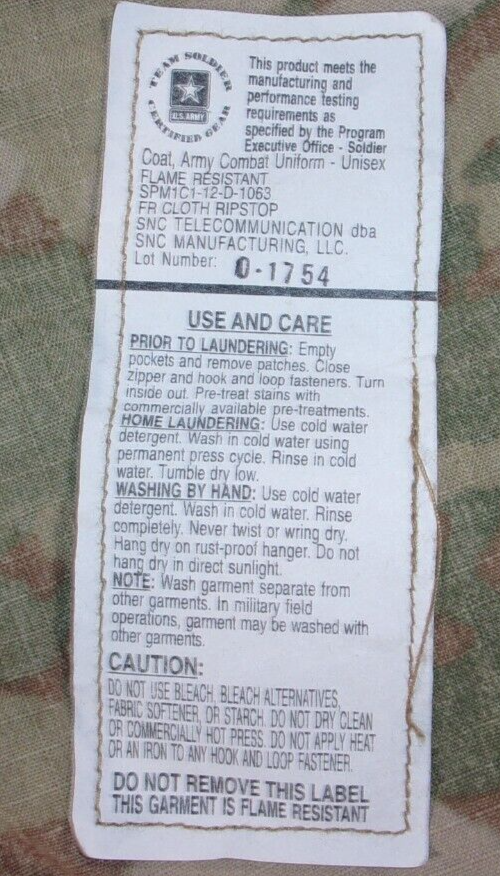 TEAM SOLDIER
U.S. ARMY
CERTIFIED GEAR
This product meets the
manufacturing and
performance testing
requirements as
specified by the Program
Executive Office - Soldier
Coat, Army Combat Uniform - Unisex
FLAME RESISTANT
SPM1C1-12-D-1063
FR CLOTH RIPSTOP
SNC TELECOMMUNICATION dba
SNC MANUFACTURING, LLC.
Lot Number: 0-1754
USE AND CARE
PRIOR TO LAUNDERING: Empty
pockets and remove patches. Close
zipper and hook and loop fasteners. Turn
inside out. Pre-treat stains with
commercially available pre-treatments.
HOME LAUNDERING: Use cold water
detergent. Wash in cold water using
permanent press cycle. Rinse in cold
water. Tumble dry low.
WASHING BY HAND: Use cold water
detergent. Wash in cold water. Rinse
completely. Never twist or wring dry.
Hang dry on rust-proof hanger. Do not
hang dry in direct sunlight.
NOTE: Wash garment separate from
other garments. In military field
operations, garment may be washed with
other garments.
CAUTION:
DO NOT USE BLEACH, BLEACH ALTERNATIVES,
FABRIC SOFTENER, OR STARCH. DO NOT DRY CLEAN
OR COMMERCIALLY HOT PRESS. DO NOT APPLY HEAT
OR AN IRON TO ANY HOOK AND LOOP FASTENER.
DO NOT REMOVE THIS LABEL
THIS GARMENT IS FLAME RESISTANT